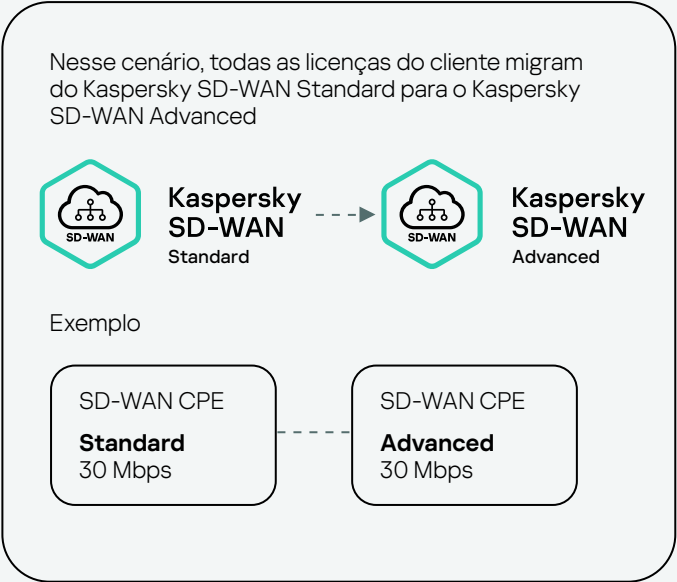 Nesse cenário, todas as licenças do cliente migram
do Kaspersky SD-WAN Standard para o Kaspersky
SD-WAN Advanced
SD-WAN
Kaspersky
SD-WAN
Standard
SD-WAN
Kaspersky
SD-WAN
Advanced
Exemplo
SD-WAN CPE
Standard
30 Mbps
SD-WAN CPE
Advanced
30 Mbps